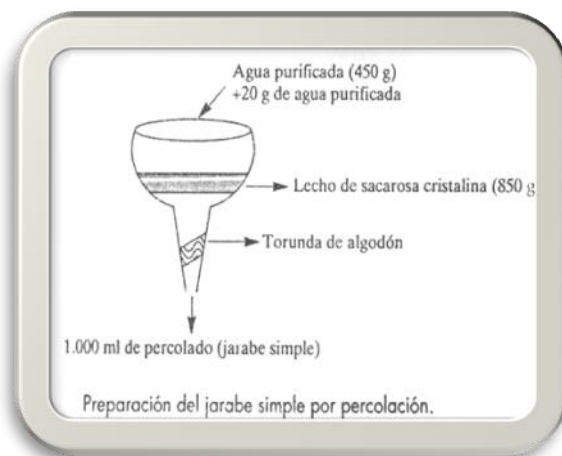 Agua purificada (450 g)
+20 g de agua purificada
Lecho de sacarosa cristalina (850 g
Torunda de algodón
1.000 ml de percolado (jarabe simple)
Preparación del jarabe simple por percolación.